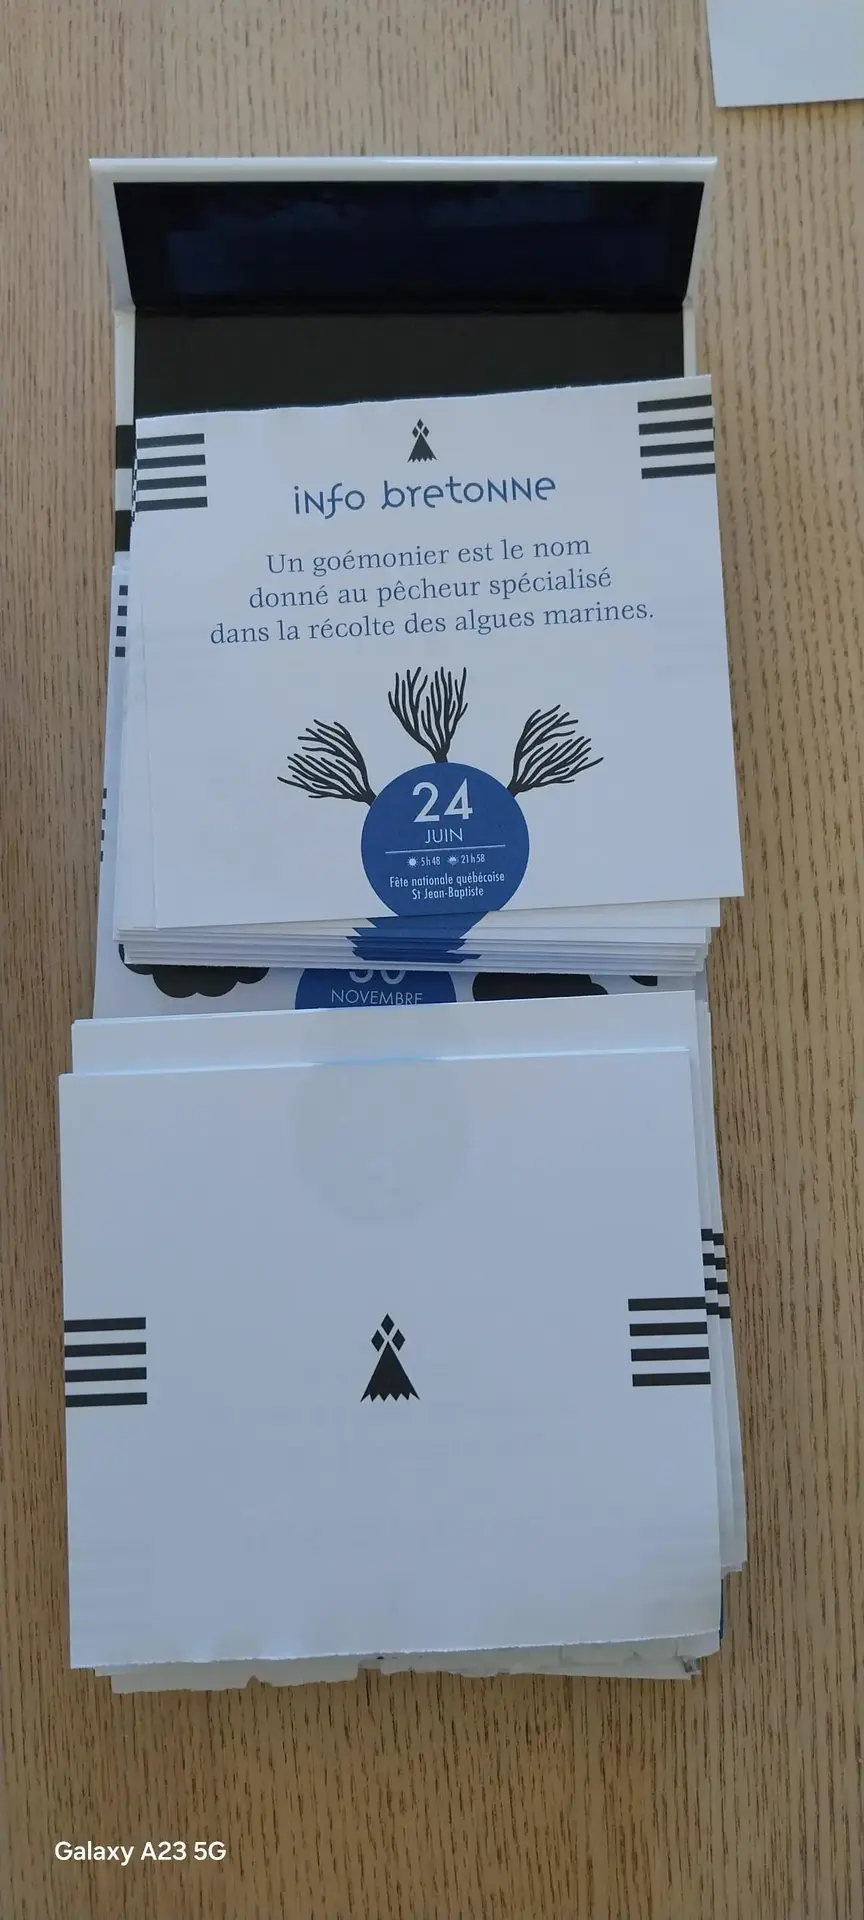 info bretonne
Un goémonier est le nom
donné au pêcheur spécialisé
dans la récolte des algues marines.
24
JUIN
5h48 21h58
Fête nationale québécoise
St Jean-Baptiste
30
NOVEMBRE
Galaxy A23 5G